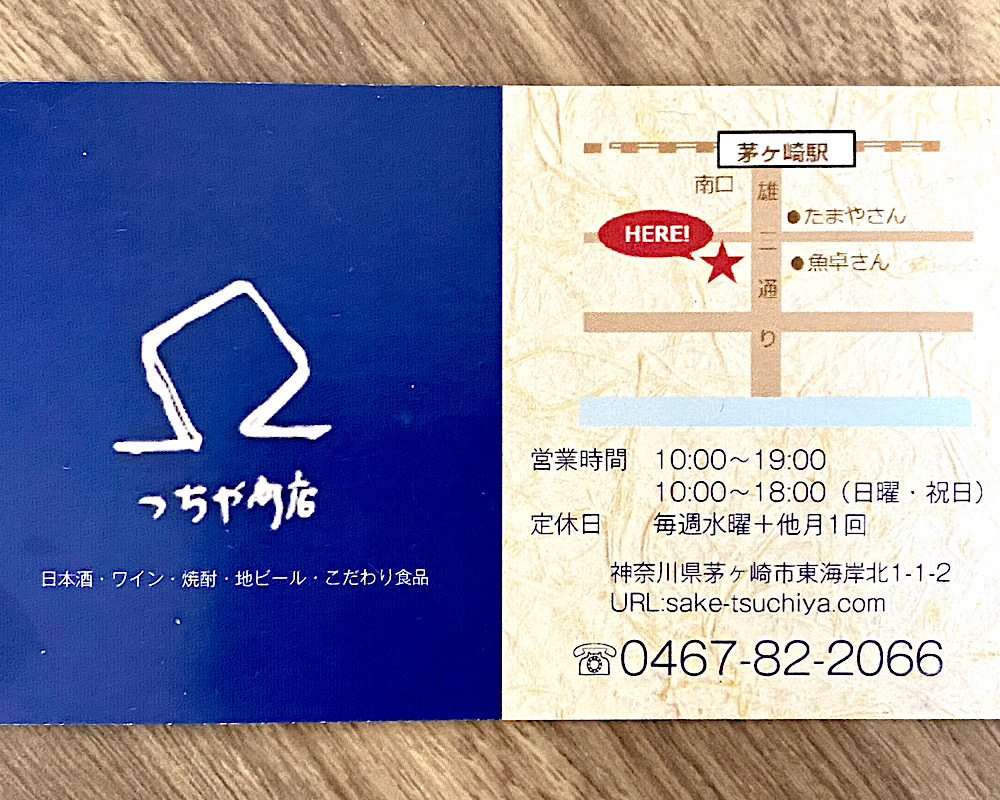 つちや商店
日本酒・ワイン・焼酎・地ビール・こだわり食品
茅ヶ崎駅
南口
雄三通り
たまやさん
HERE!
魚卓さん
営業時間 10:00～19:00
10:00～18:00（日曜・祝日）
定休日 毎週水曜＋他月1回
神奈川県茅ヶ崎市東海岸北1-1-2
URL:sake-tsuchiya.com
☏0467-82-2066